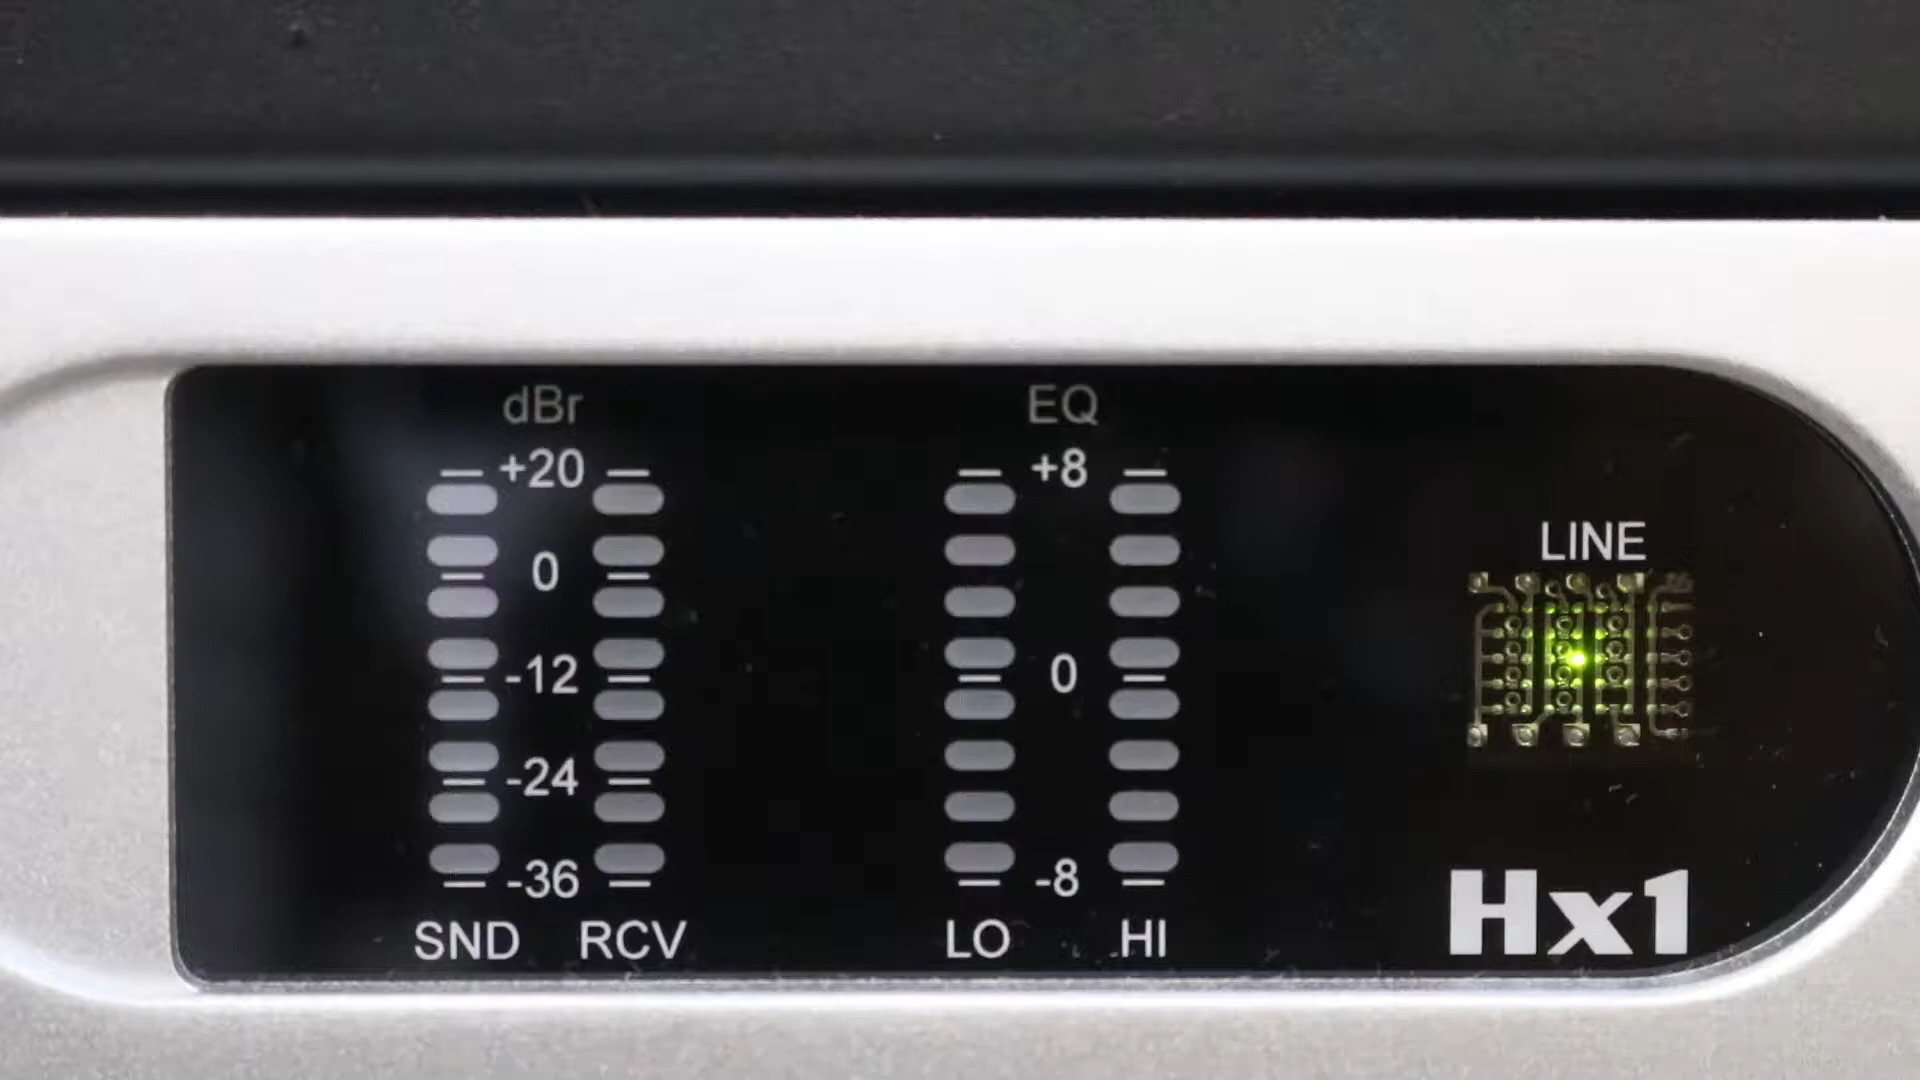 dBr EQ
+20 +8
LINE
0
-12 0
-24
-36 -8
Hx1
SND RCV LO HI